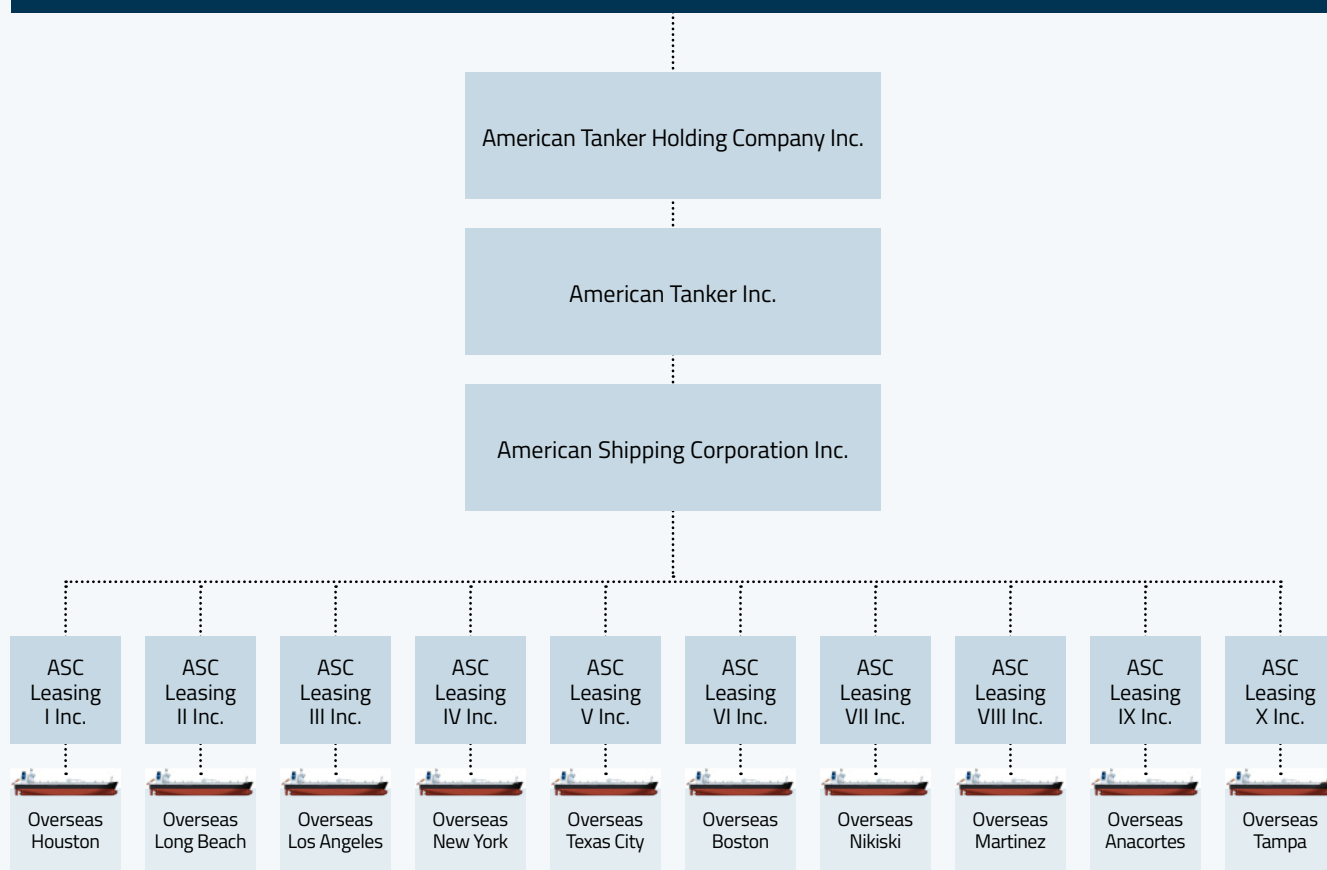 American Tanker Holding Company Inc.
American Tanker Inc.
American Shipping Corporation Inc.
ASC
Leasing
I Inc.
ASC
Leasing
II Inc.
ASC
Leasing
III Inc.
ASC
Leasing
IV Inc.
ASC
Leasing
V Inc.
ASC
Leasing
VI Inc.
ASC
Leasing
VII Inc.
ASC
Leasing
VIII Inc.
ASC
Leasing
IX Inc.
ASC
Leasing
X Inc.
Overseas
Houston
Overseas
Long Beach
Overseas
Los Angeles
Overseas
New York
Overseas
Texas City
Overseas
Boston
Overseas
Nikiski
Overseas
Martinez
Overseas
Anacortes
Overseas
Tampa